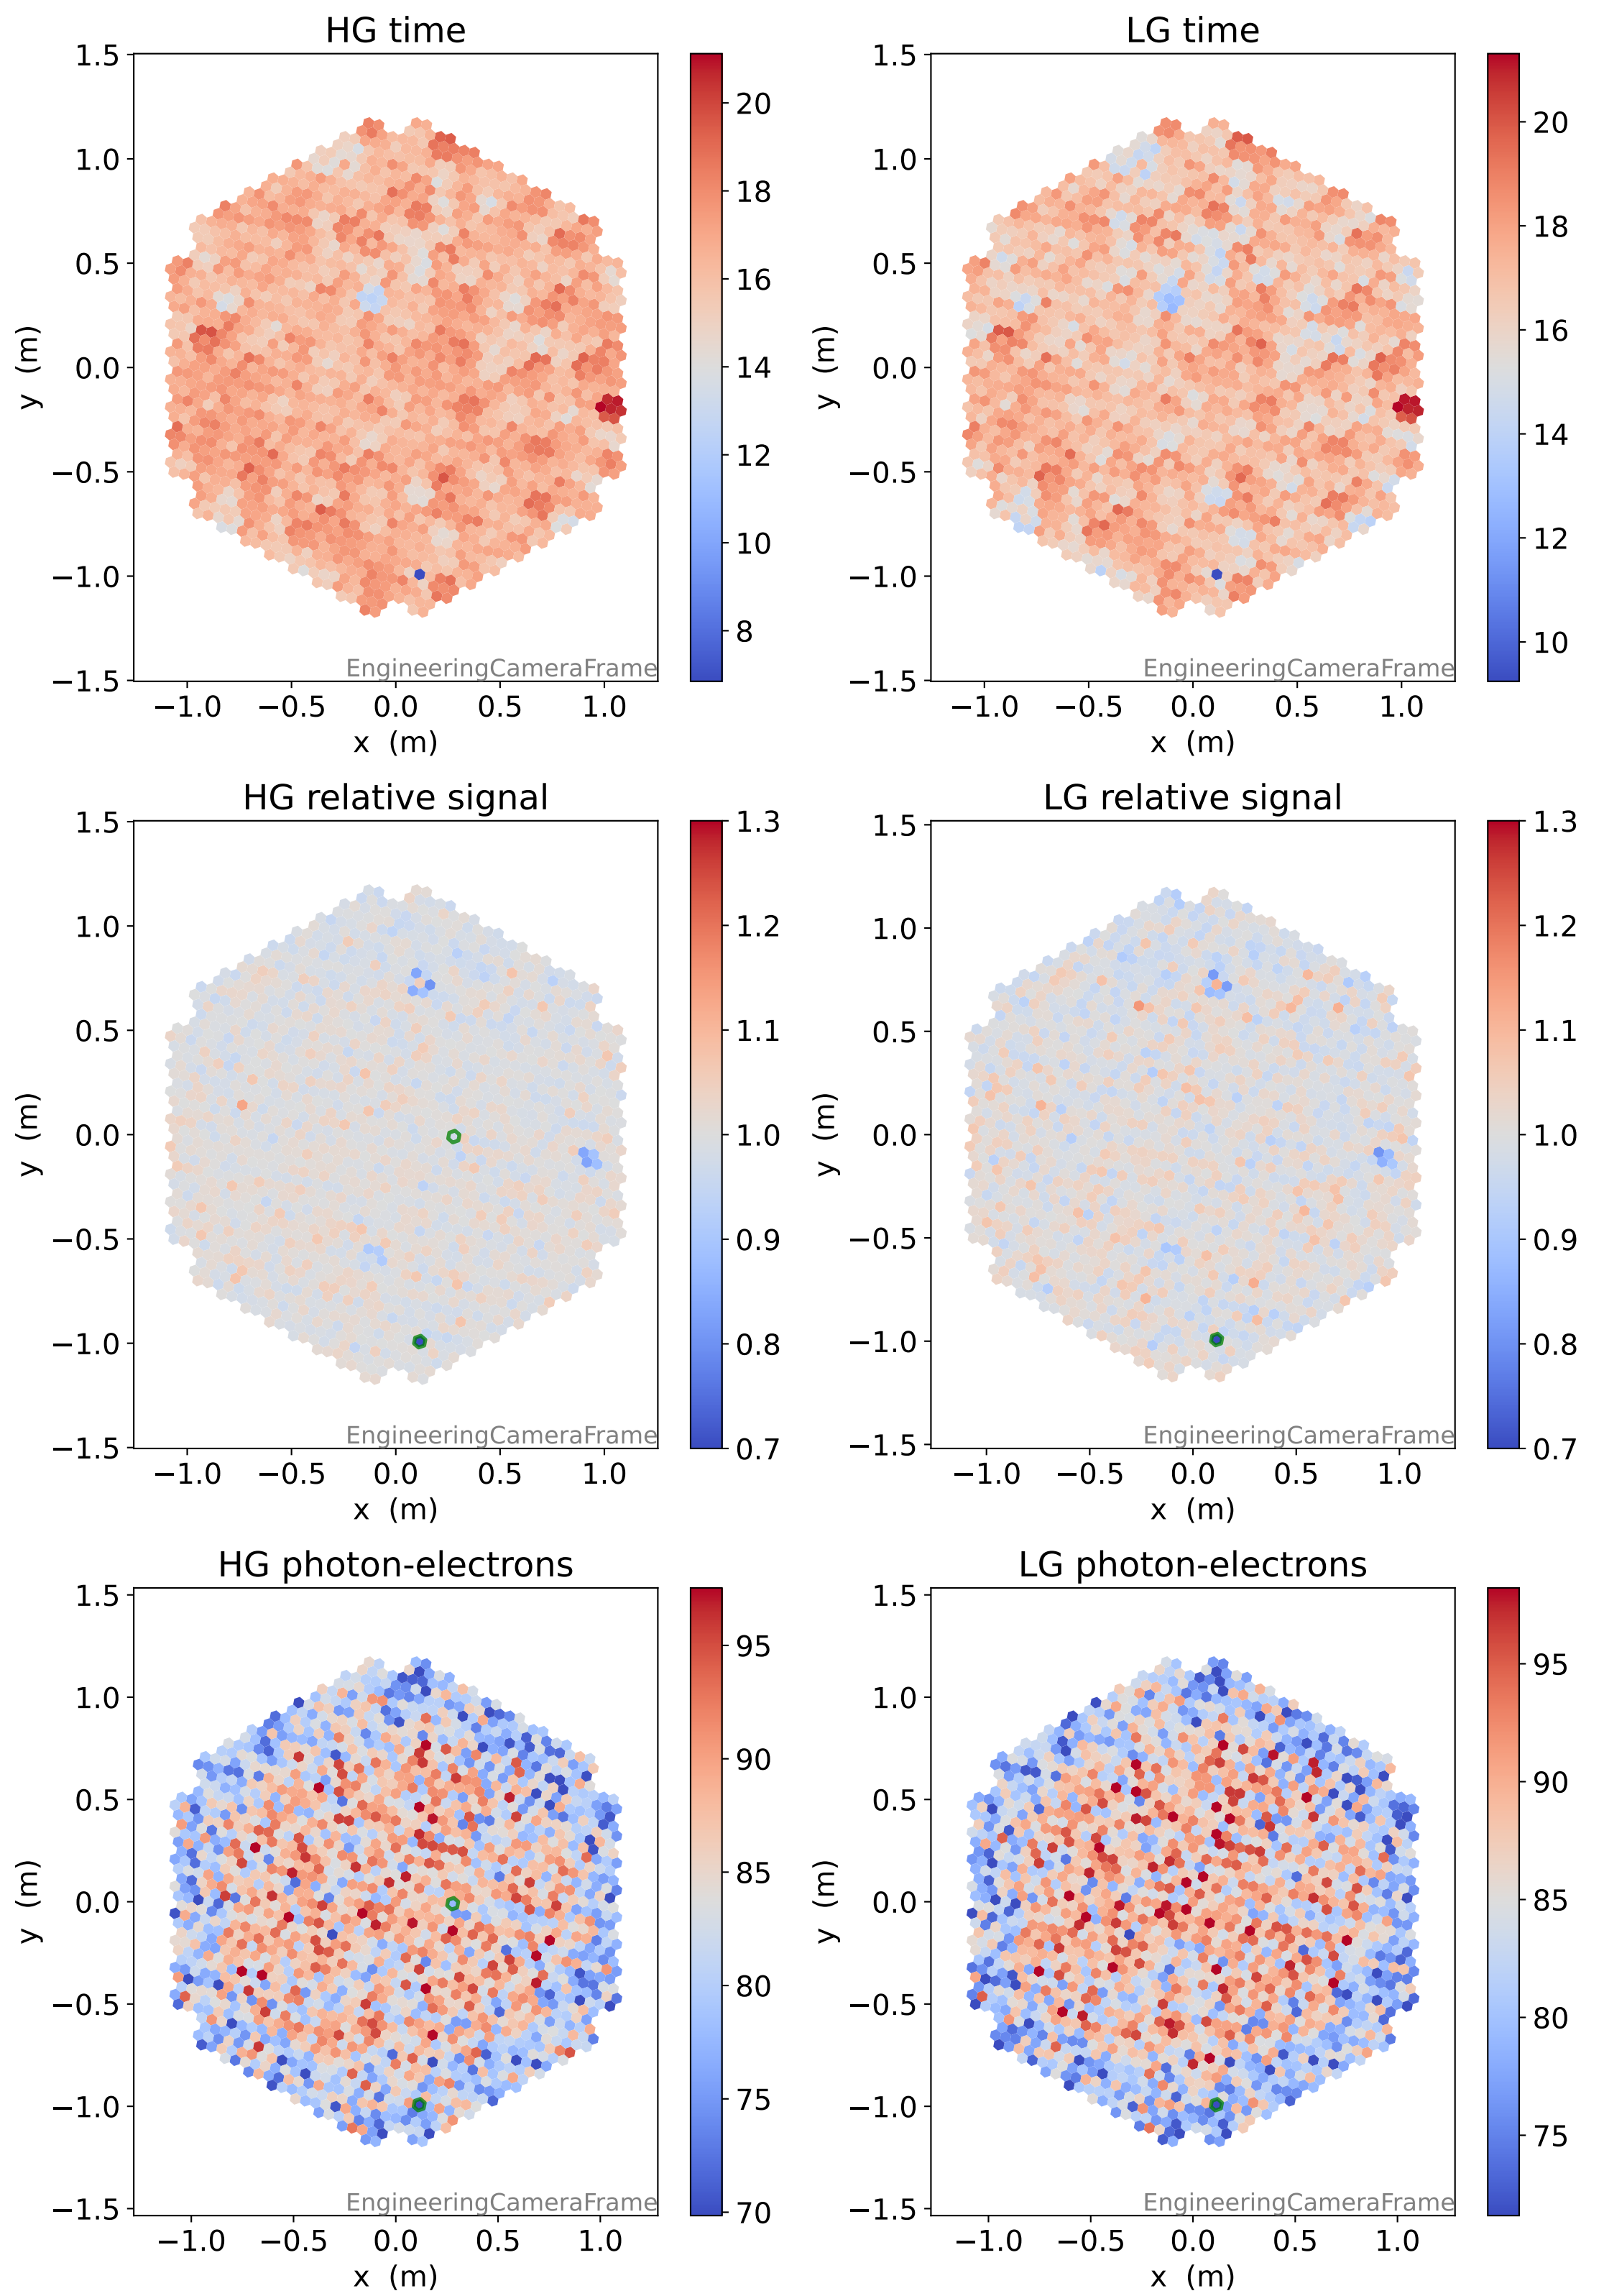 HG time
1.5
1.0
0.5
0.0
−0.5
−1.0
−1.5
y (m)
−1.0 −0.5 0.0 0.5 1.0
x (m)
EngineeringCameraFrame
20
18
16
14
12
10
8
LG time
1.5
1.0
0.5
0.0
−0.5
−1.0
−1.5
y (m)
−1.0 −0.5 0.0 0.5 1.0
x (m)
EngineeringCameraFrame
20
18
16
14
12
10
HG relative signal
1.5
1.0
0.5
0.0
−0.5
−1.0
−1.5
y (m)
−1.0 −0.5 0.0 0.5 1.0
x (m)
EngineeringCameraFrame
1.3
1.2
1.1
1.0
0.9
0.8
0.7
LG relative signal
1.5
1.0
0.5
0.0
−0.5
−1.0
−1.5
y (m)
−1.0 −0.5 0.0 0.5 1.0
x (m)
EngineeringCameraFrame
1.3
1.2
1.1
1.0
0.9
0.8
0.7
HG photon-electrons
1.5
1.0
0.5
0.0
−0.5
−1.0
−1.5
y (m)
−1.0 −0.5 0.0 0.5 1.0
x (m)
EngineeringCameraFrame
95
90
85
80
75
70
LG photon-electrons
1.5
1.0
0.5
0.0
−0.5
−1.0
−1.5
y (m)
−1.0 −0.5 0.0 0.5 1.0
x (m)
EngineeringCameraFrame
95
90
85
80
75